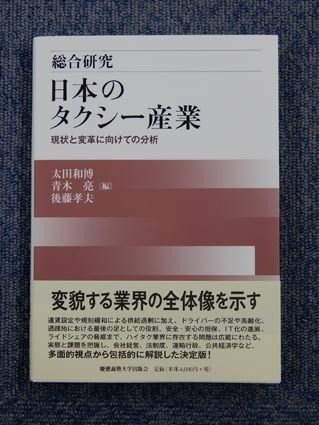 総合研究
日本の
タクシー産業
現状と変革に向けての分析
太田和博
青木 亮 [編]
後藤孝夫
変貌する業界の全体像を示す
運賃設定や規制緩和による供給過剰に加え、ドライバーの不足や高齢化、
過疎地における最後の足としての役割、安全・安心の担保、IT化の進展、
ライドシェアの脅威まで、ハイタク業界に存在する問題は広範にわたる。
実態と課題を把握し、会社経営、法制度、運輸行政、公共経済学など、
多面的視点から包括的に解説した決定版！
慶應義塾大学出版会 定価(本体4,000円+税)